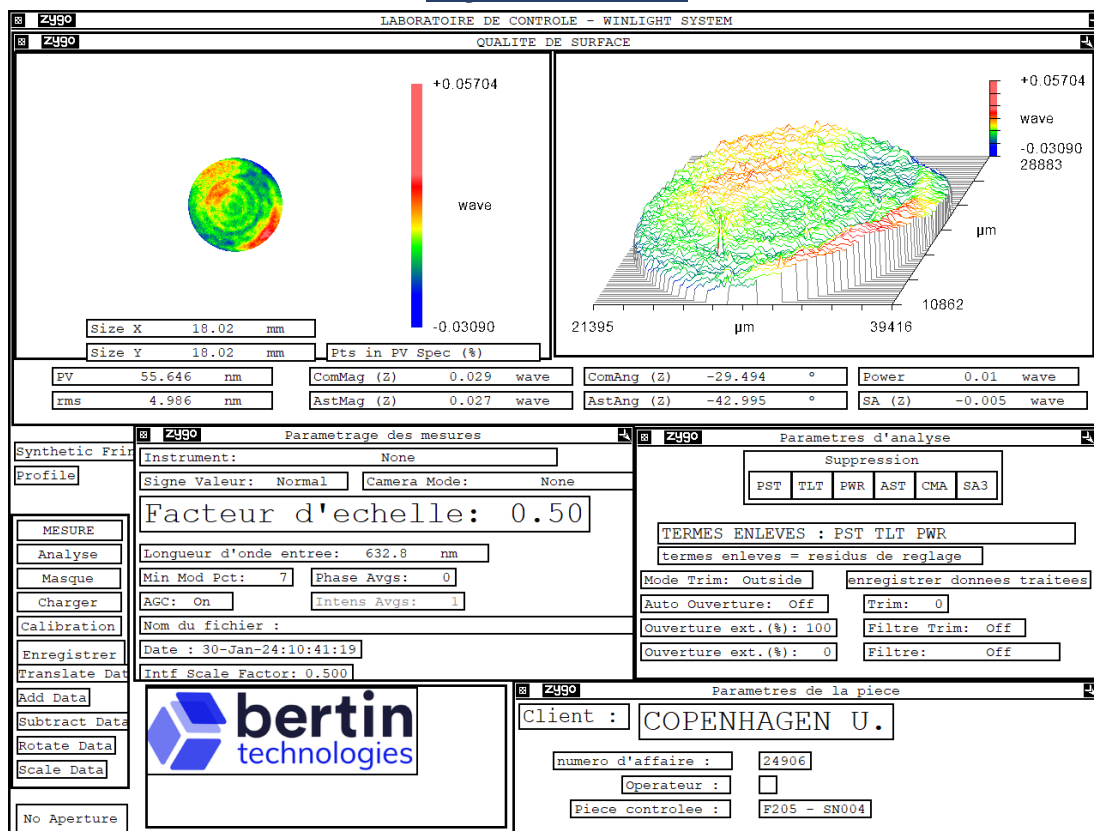 zygo LABORATOIRE DE CONTROLE - WINLIGHT SYSTEM
zygo QUALITE DE SURFACE
+0.05704
wave
-0.03090
Size X 18.02 mm
Size Y 18.02 mm
Pts in PV Spec (%)
+0.05704
wave
-0.03090
28883
µm
10862
21395 µm 39416
PV 55.646 nm ComMag (Z) 0.029 wave ComAng (Z) -29.494 ° Power 0.01 wave
rms 4.986 nm AstMag (Z) 0.027 wave AstAng (Z) -42.995 ° SA (Z) -0.005 wave
Synthetic Frin
Profile
MESURE
Analyse
Masque
Charger
Calibration
Enregistrer
Translate Dat
Add Data
Subtract Data
Rotate Data
Scale Data
No Aperture
zygo Parametrage des mesures
Instrument: None
Signe Valeur: Normal Camera Mode: None
Facteur d'echelle: 0.50
Longueur d'onde entree: 632.8 nm
Min Mod Pct: 7 Phase Avgs: 0
AGC: On Intens Avgs: 1
Nom du fichier :
Date : 30-Jan-24:10:41:19
Intf Scale Factor: 0.500
zygo Parametres d'analyse
Suppression
PST TLT PWR AST CMA SA3
TERMES ENLEVES : PST TLT PWR
termes enleves = residus de reglage
Mode Trim: Outside enregistrer donnees traitees
Auto Ouverture: Off Trim: 0
Ouverture ext.(%): 100 Filtre Trim: Off
Ouverture ext.(%): 0 Filtre: Off
bertin
technologies
zygo Parametres de la piece
Client : COPENHAGEN U.
numero d'affaire : 24906
Operateur :
Piece controlee : F205 - SN004